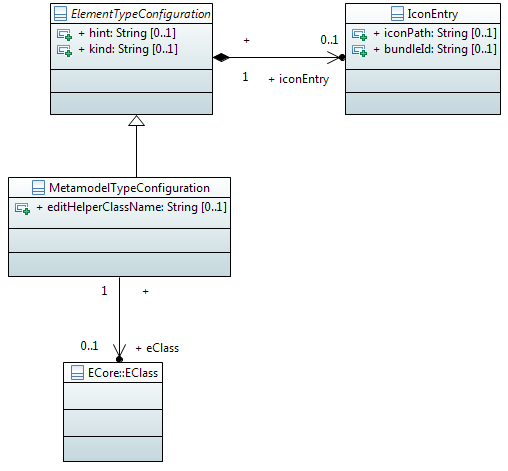 ElementTypeConfiguration
+ hint: String [0..1]
+ kind: String [0..1]
IconEntry
+ iconPath: String [0..1]
+ bundleId: String [0..1]
+
0..1
1
+ iconEntry
MetamodelTypeConfiguration
+ editHelperClassName: String [0..1]
1
+
0..1
+ eClass
ECore::EClass